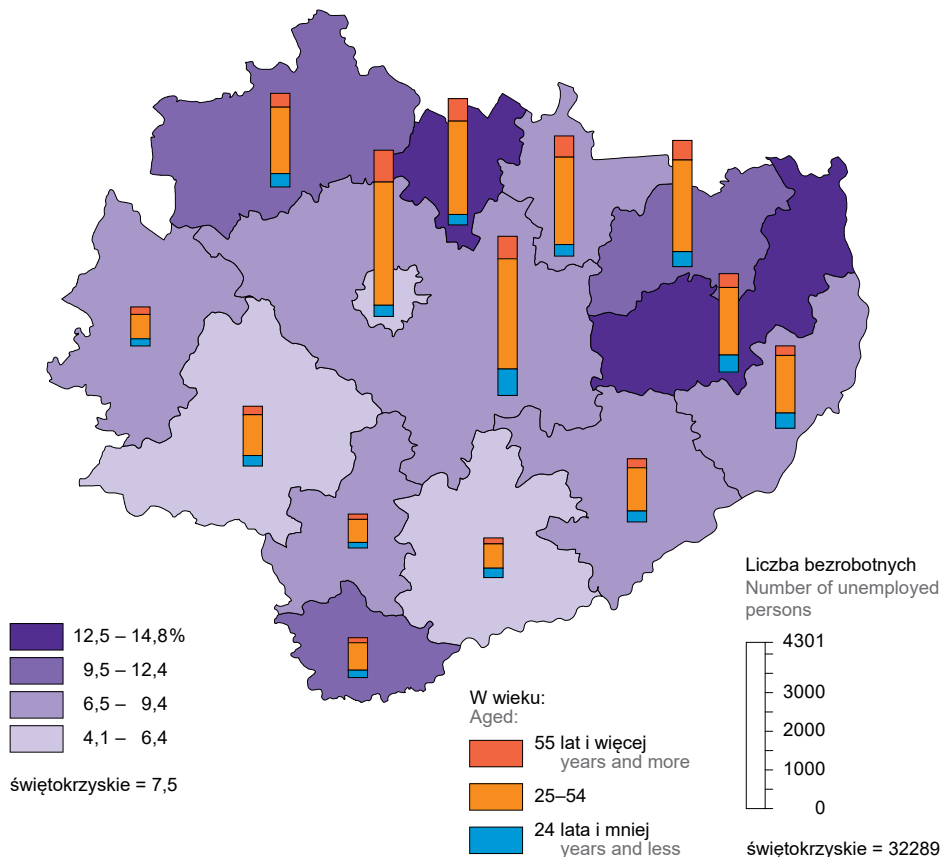 12,5 – 14,8%
9,5 – 12,4
6,5 – 9,4
4,1 – 6,4
świętokrzyskie = 7,5
W wieku:
Aged:
55 lat i więcej
years and more
25–54
24 lata i mniej
years and less
Liczba bezrobotnych
Number of unemployed
persons
4301
3000
2000
1000
0
świętokrzyskie = 32289